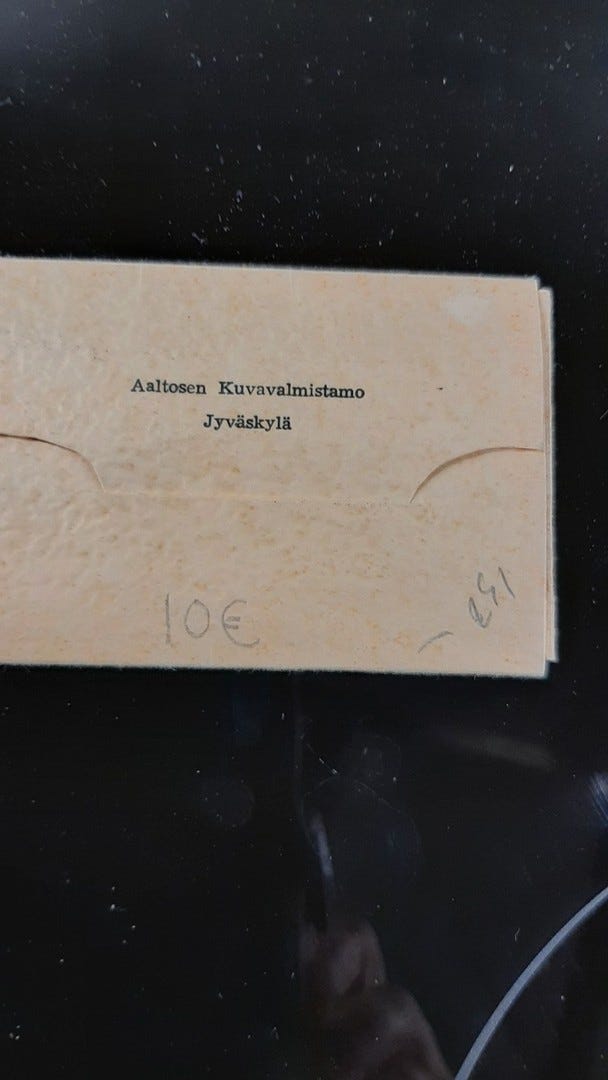 Aaltosen Kuvavalmistamo
Jyväskylä
10€